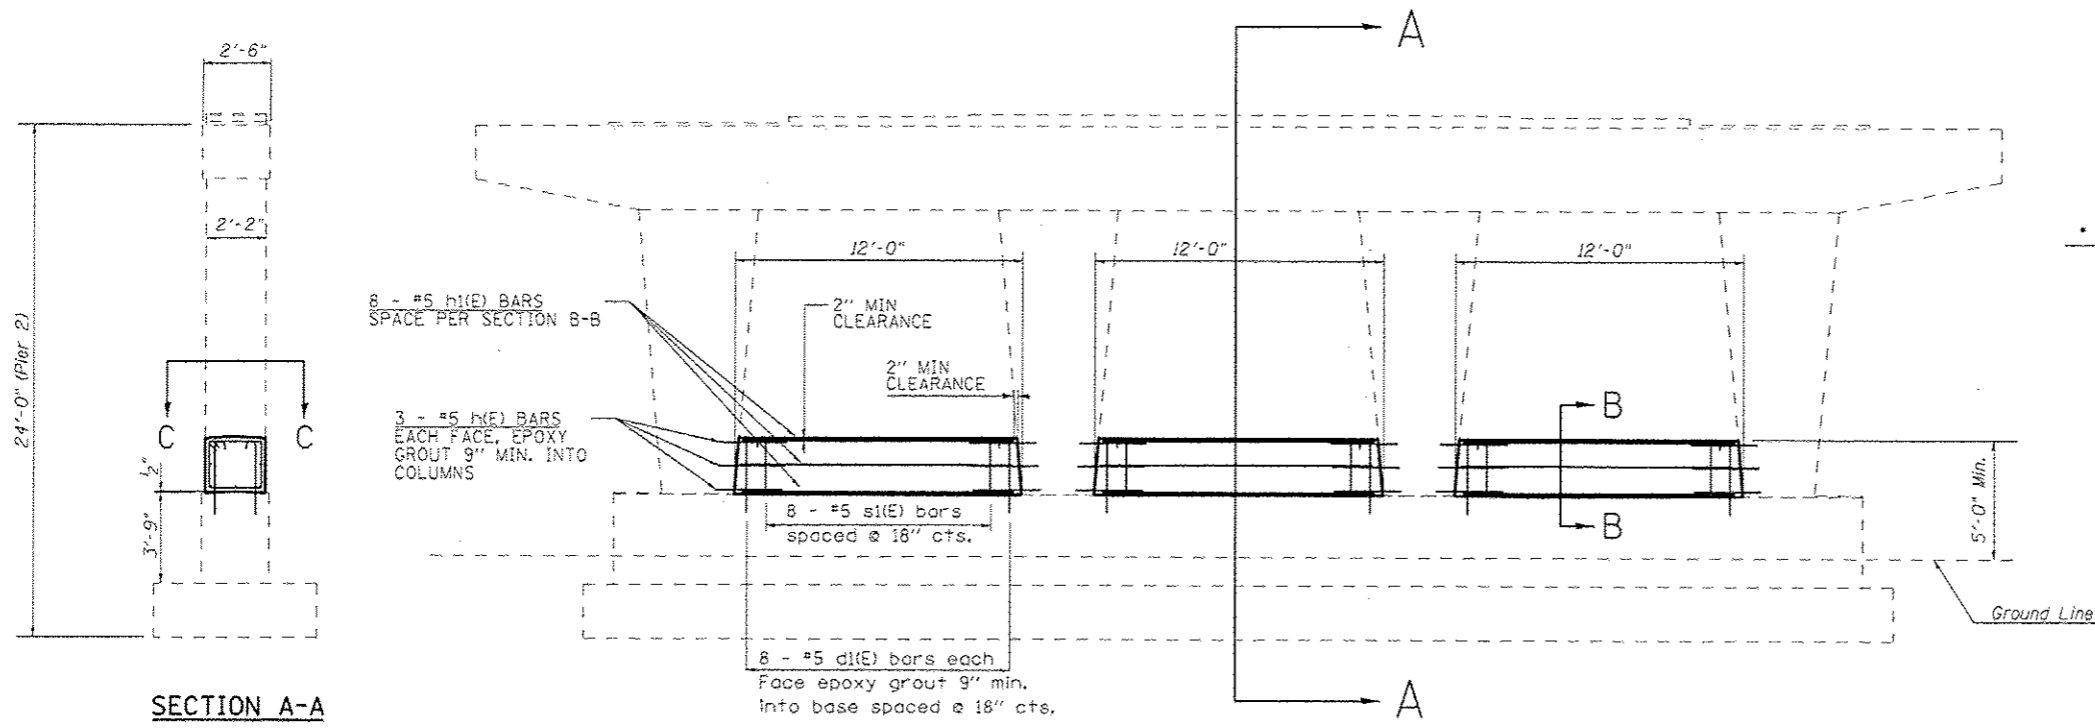 2'-6"
24'-0" (Pier 2)
2'-2"
C
C
1/2"
3'-9"
SECTION A-A
A
12'-0"
12'-0"
12'-0"
8 - #5 h1(E) BARS
SPACE PER SECTION B-B
2" MIN
CLEARANCE
2" MIN
CLEARANCE
3 - #5 h(E) BARS
EACH FACE, EPOXY
GROUT 9" MIN. INTO
COLUMNS
B
B
8 - #5 s1(E) bars
spaced @ 18" cts.
5'-0" Min.
Ground Line
8 - #5 d1(E) bars each
Face epoxy grout 9" min.
Into base spaced @ 18" cts.
A